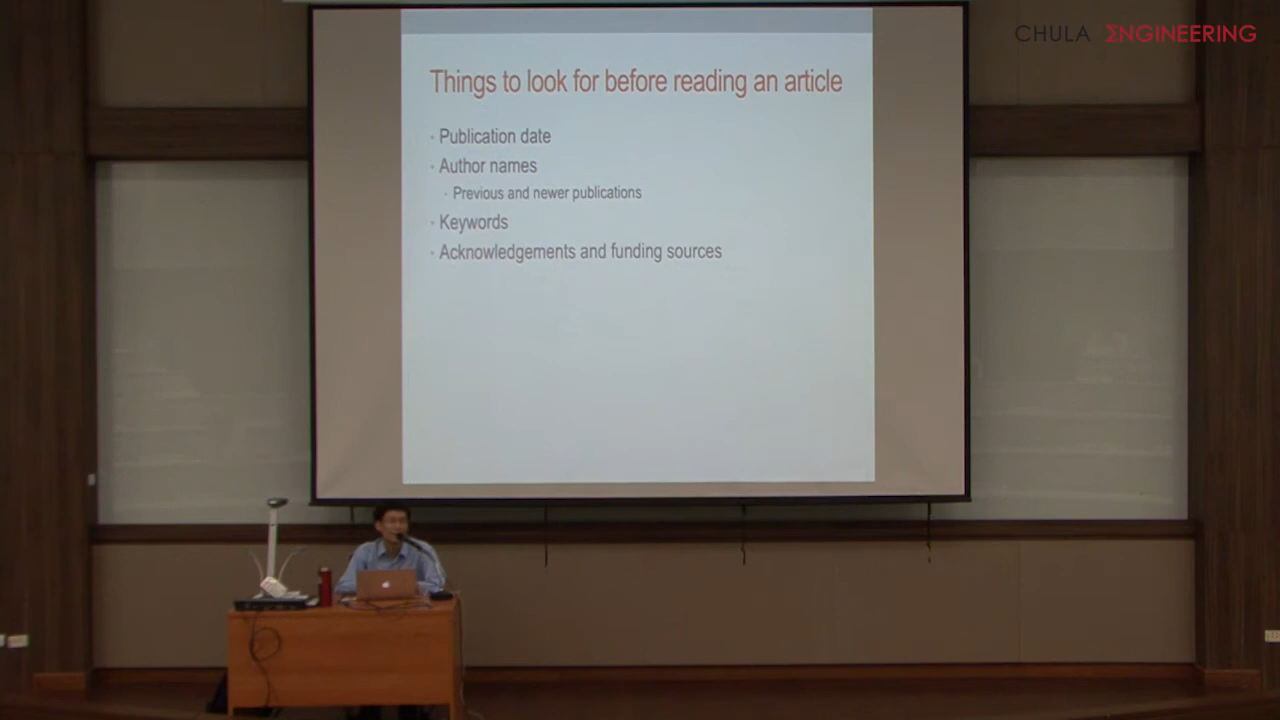 CHULA ΣNGINEERING
Things to look for before reading an article
Publication date
Author names
Previous and newer publications
Keywords
Acknowledgements and funding sources